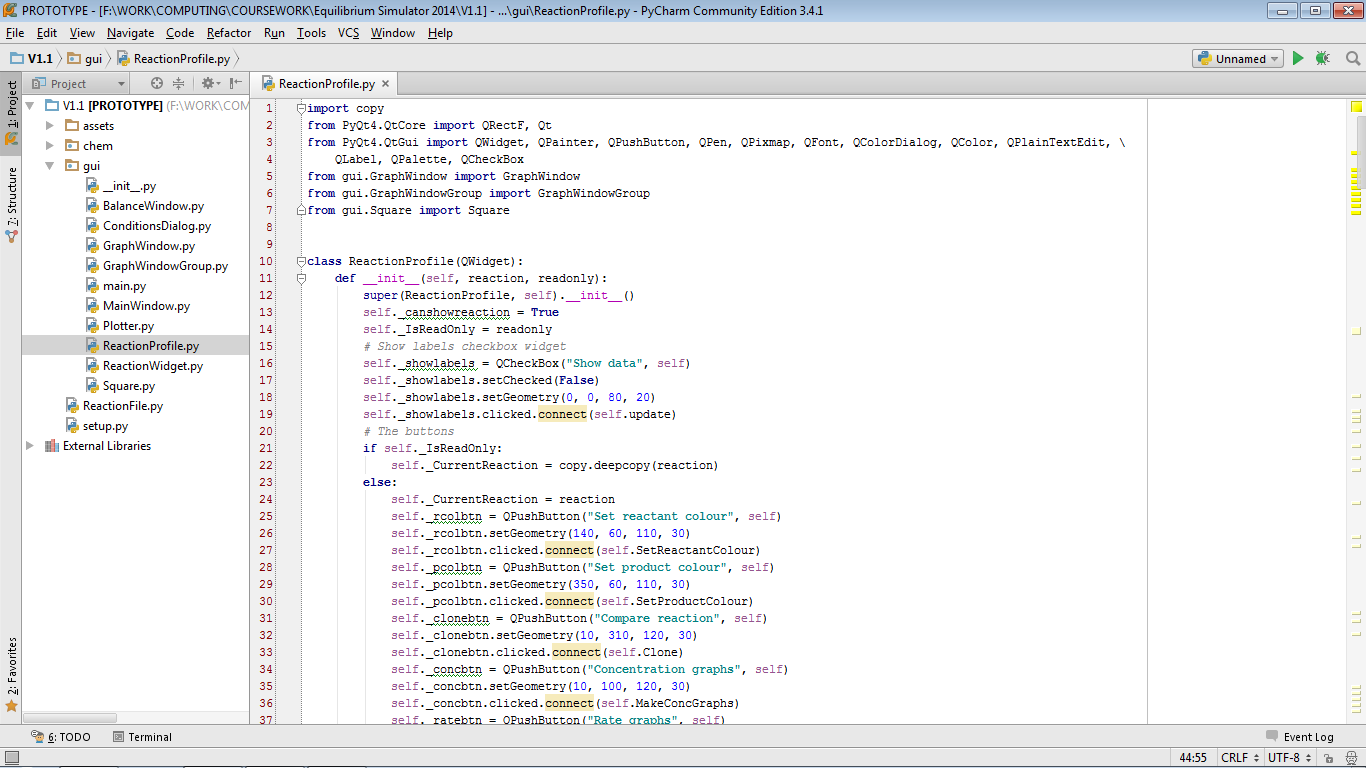 PROTOTYPE - [F:\WORK\COMPUTING\COURSEWORK\Equilibrium Simulator 2014\V1.1] - ...\gui\ReactionProfile.py - PyCharm Community Edition 3.4.1
File Edit View Navigate Code Refactor Run Tools VCS Window Help
V1.1 gui ReactionProfile.py
Unnamed
1: Project
7: Structure
2: Favorites
Project
V1.1 [PROTOTYPE] (F:\WORK\COM
assets
chem
gui
__init__.py
BalanceWindow.py
ConditionsDialog.py
GraphWindow.py
GraphWindowGroup.py
main.py
MainWindow.py
Plotter.py
ReactionProfile.py
ReactionWidget.py
Square.py
ReactionFile.py
setup.py
External Libraries
ReactionProfile.py
1 import copy
2 from PyQt4.QtCore import QRectF, Qt
3 from PyQt4.QtGui import QWidget, QPainter, QPushButton, QPen, QPixmap, QFont, QColorDialog, QColor, QPlainTextEdit, \
4     QLabel, QPalette, QCheckBox
5 from gui.GraphWindow import GraphWindow
6 from gui.GraphWindowGroup import GraphWindowGroup
7 from gui.Square import Square
8
9
10 class ReactionProfile(QWidget):
11     def __init__(self, reaction, readonly):
12         super(ReactionProfile, self).__init__()
13         self._canshowreaction = True
14         self._IsReadOnly = readonly
15         # Show labels checkbox widget
16         self._showlabels = QCheckBox("Show data", self)
17         self._showlabels.setChecked(False)
18         self._showlabels.setGeometry(0, 0, 80, 20)
19         self._showlabels.clicked.connect(self.update)
20         # The buttons
21         if self._IsReadOnly:
22             self._CurrentReaction = copy.deepcopy(reaction)
23         else:
24             self._CurrentReaction = reaction
25             self._rcolbtn = QPushButton("Set reactant colour", self)
26             self._rcolbtn.setGeometry(140, 60, 110, 30)
27             self._rcolbtn.clicked.connect(self.SetReactantColour)
28             self._pcolbtn = QPushButton("Set product colour", self)
29             self._pcolbtn.setGeometry(350, 60, 110, 30)
30             self._pcolbtn.clicked.connect(self.SetProductColour)
31             self._clonebtn = QPushButton("Compare reaction", self)
32             self._clonebtn.setGeometry(10, 310, 120, 30)
33             self._clonebtn.clicked.connect(self.Clone)
34             self._concbtn = QPushButton("Concentration graphs", self)
35             self._concbtn.setGeometry(10, 100, 120, 30)
36             self._concbtn.clicked.connect(self.MakeConcGraphs)
37             self._ratebtn = QPushButton("Rate graphs", self)
6: TODO Terminal Event Log
44:55 CRLF UTF-8